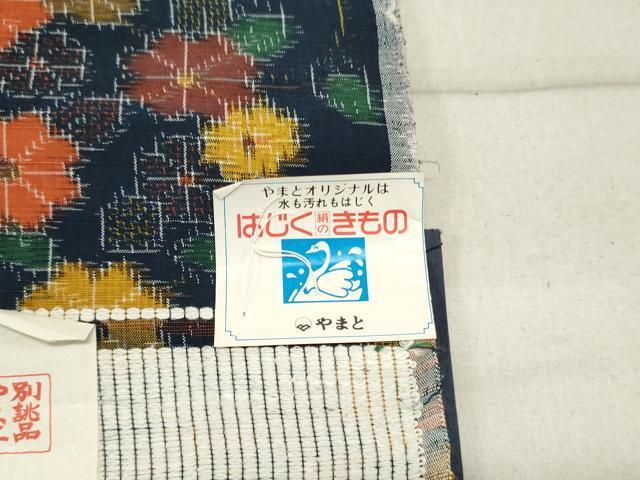 やまとオリジナルは
水も汚れもはじく
はじく絹のきもの
やまと
別誂品